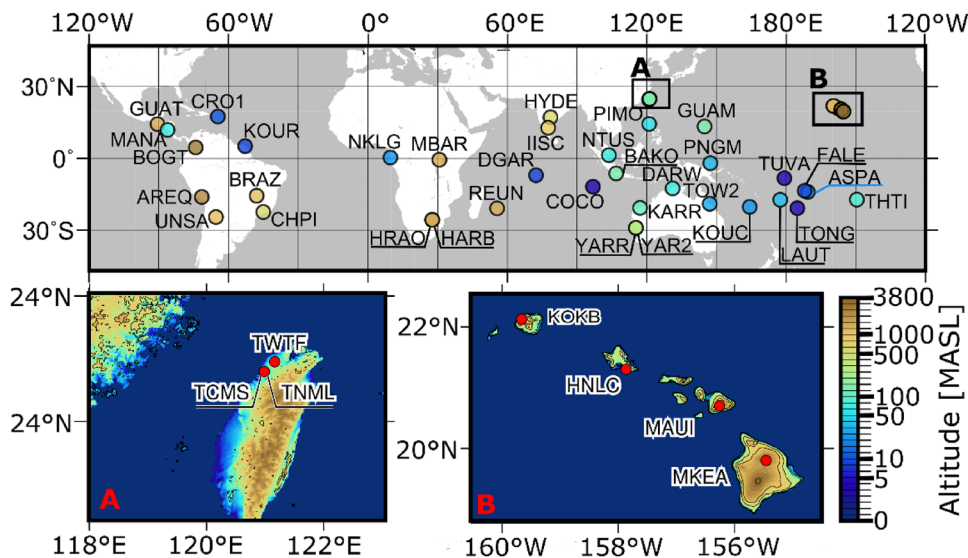 120°W 60°W 0°E 60°E 120°E 180°E 120°W
30°N
0°
30°S
GUAT
CRO1
MANA
KOUR
BOGT
AREQ
BRAZ
UNSA
CHPI
NKLG
MBAR
HRAO
HARB
HYDE
IISC
DGAR
REUN
COCO
A
PIMO
GUAM
NTUS
BAKO
PNGM
DARW
TOW2
KARR
YARR
YAR2
KOUC
B
TUVA
FALE
ASPA
THTI
TONG
LAUT
24°N
24°N
TWTF
TCMS
TNML
A
118°E 120°E 122°E
22°N
20°N
KOKB
HNLC
MAUI
MKEA
B
160°W 158°W 156°W
3800
1000
500
100
50
10
5
0
Altitude [MASL]